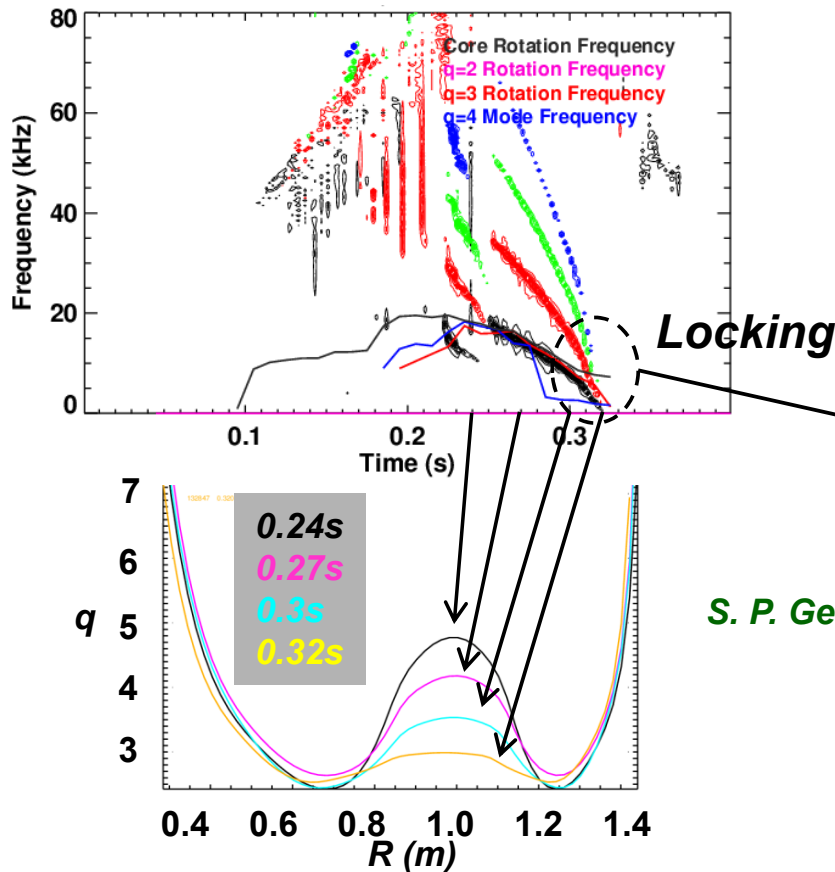 80
60
40
20
0
Frequency (kHz)
Core Rotation Frequency
q=2 Rotation Frequency
q=3 Rotation Frequency
q=4 Mode Frequency
Locking
0.1
0.2
0.3
Time (s)
7
6
5
4
3
q
0.24s
0.27s
0.3s
0.32s
S. P. Ge
0.4
0.6
0.8
1.0
1.2
1.4
R (m)